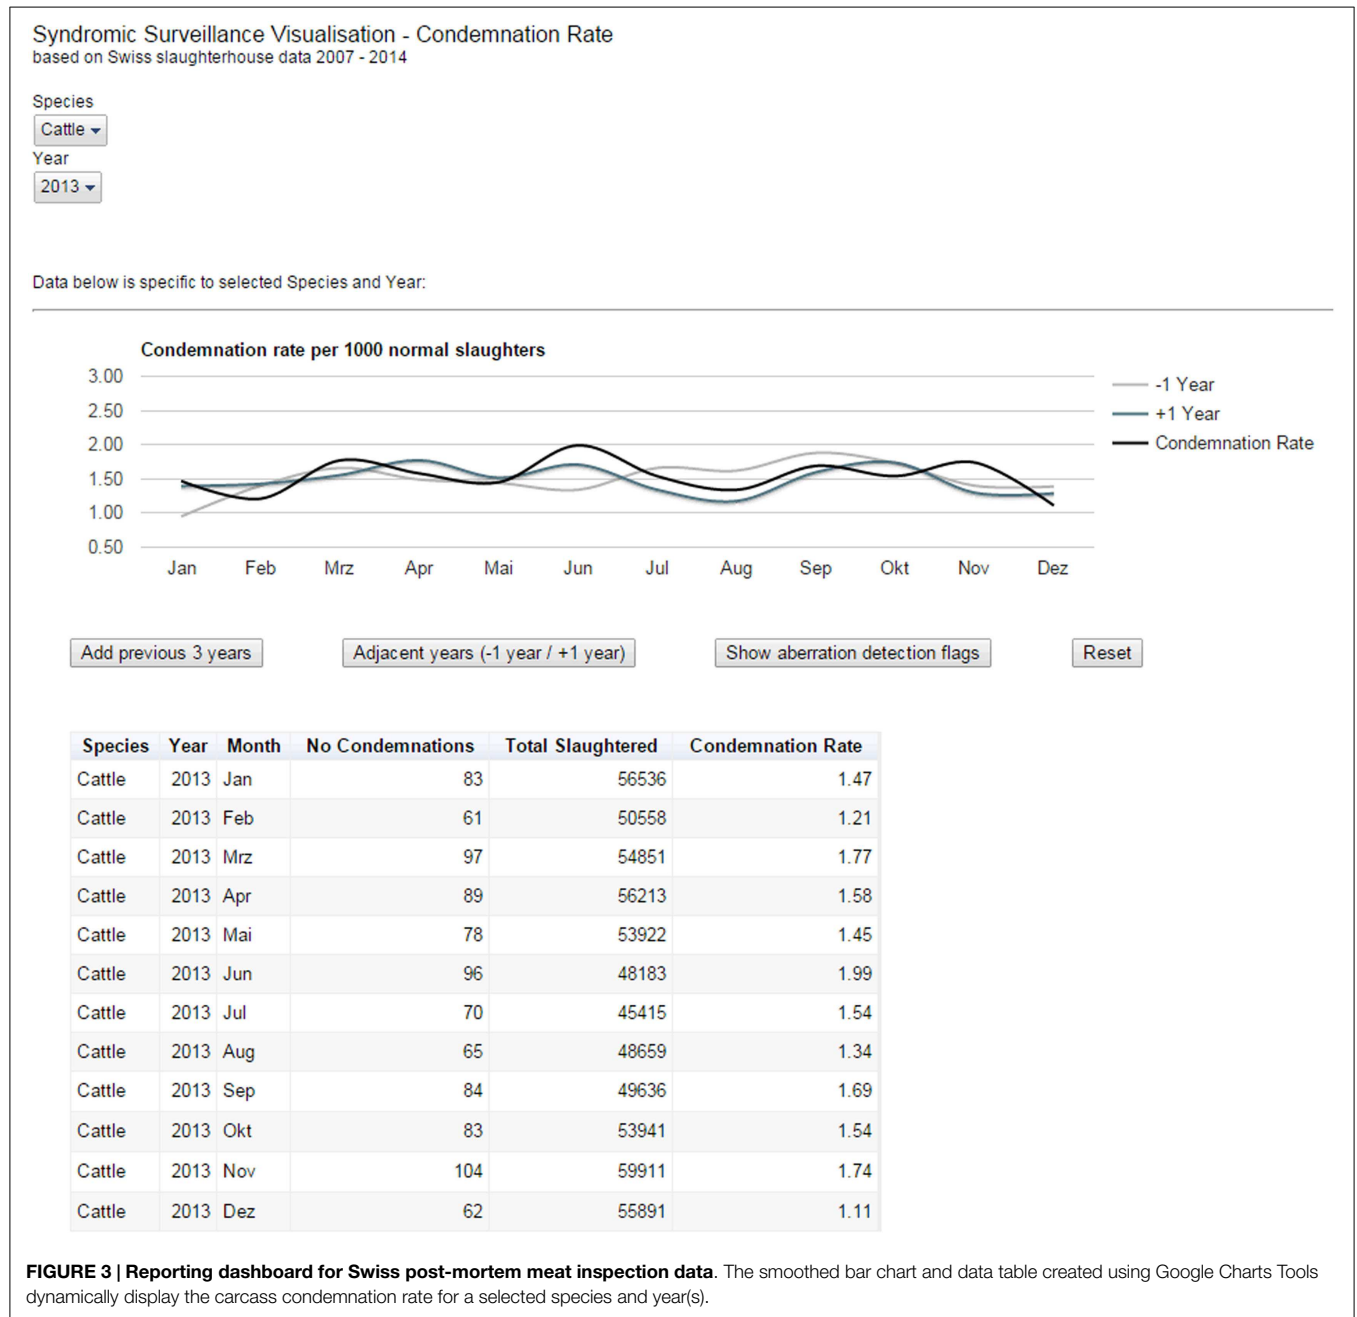 Syndromic Surveillance Visualisation - Condemnation Rate
based on Swiss slaughterhouse data 2007 - 2014
Species
Cattle
Year
2013
Data below is specific to selected Species and Year:
Condemnation rate per 1000 normal slaughters
3.00
2.50
2.00
1.50
1.00
0.50
Jan Feb Mrz Apr Mai Jun Jul Aug Sep Okt Nov Dez
-1 Year
+1 Year
Condemnation Rate
Add previous 3 years Adjacent years (-1 year / +1 year) Show aberration detection flags Reset
Species Year Month No Condemnations Total Slaughtered Condemnation Rate
Cattle 2013 Jan 83 56536 1.47
Cattle 2013 Feb 61 50558 1.21
Cattle 2013 Mrz 97 54851 1.77
Cattle 2013 Apr 89 56213 1.58
Cattle 2013 Mai 78 53922 1.45
Cattle 2013 Jun 96 48183 1.99
Cattle 2013 Jul 70 45415 1.54
Cattle 2013 Aug 65 48659 1.34
Cattle 2013 Sep 84 49636 1.69
Cattle 2013 Okt 83 53941 1.54
Cattle 2013 Nov 104 59911 1.74
Cattle 2013 Dez 62 55891 1.11
FIGURE 3 | Reporting dashboard for Swiss post-mortem meat inspection data. The smoothed bar chart and data table created using Google Charts Tools
dynamically display the carcass condemnation rate for a selected species and year(s).